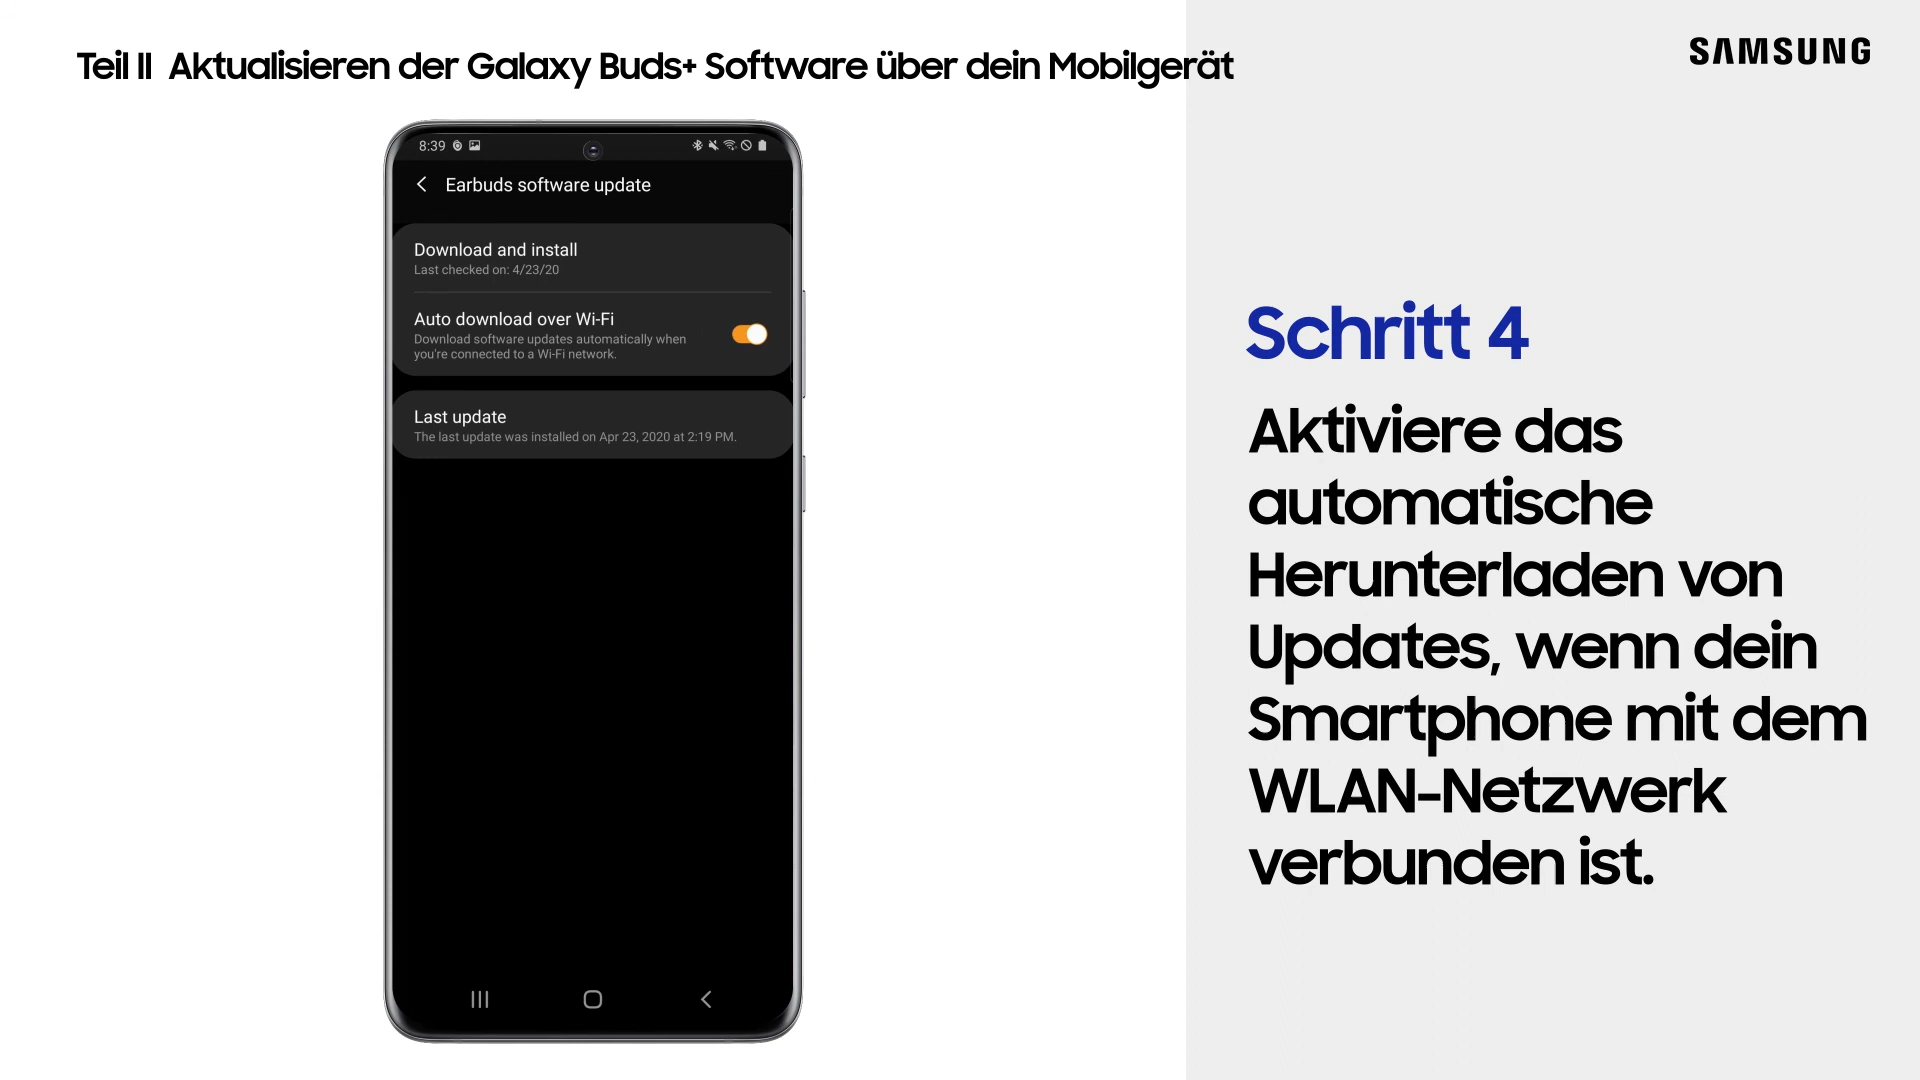 Teil II Aktualisieren der Galaxy Buds+ Software über dein Mobilgerät
SAMSUNG
8:39
Earbuds software update
Download and install
Last checked on: 4/23/20
Auto download over Wi-Fi
Download software updates automatically when
you're connected to a Wi-Fi network.
Last update
The last update was installed on Apr 23, 2020 at 2:19 PM.
Schritt 4
Aktiviere das
automatische
Herunterladen von
Updates, wenn dein
Smartphone mit dem
WLAN-Netzwerk
verbunden ist.